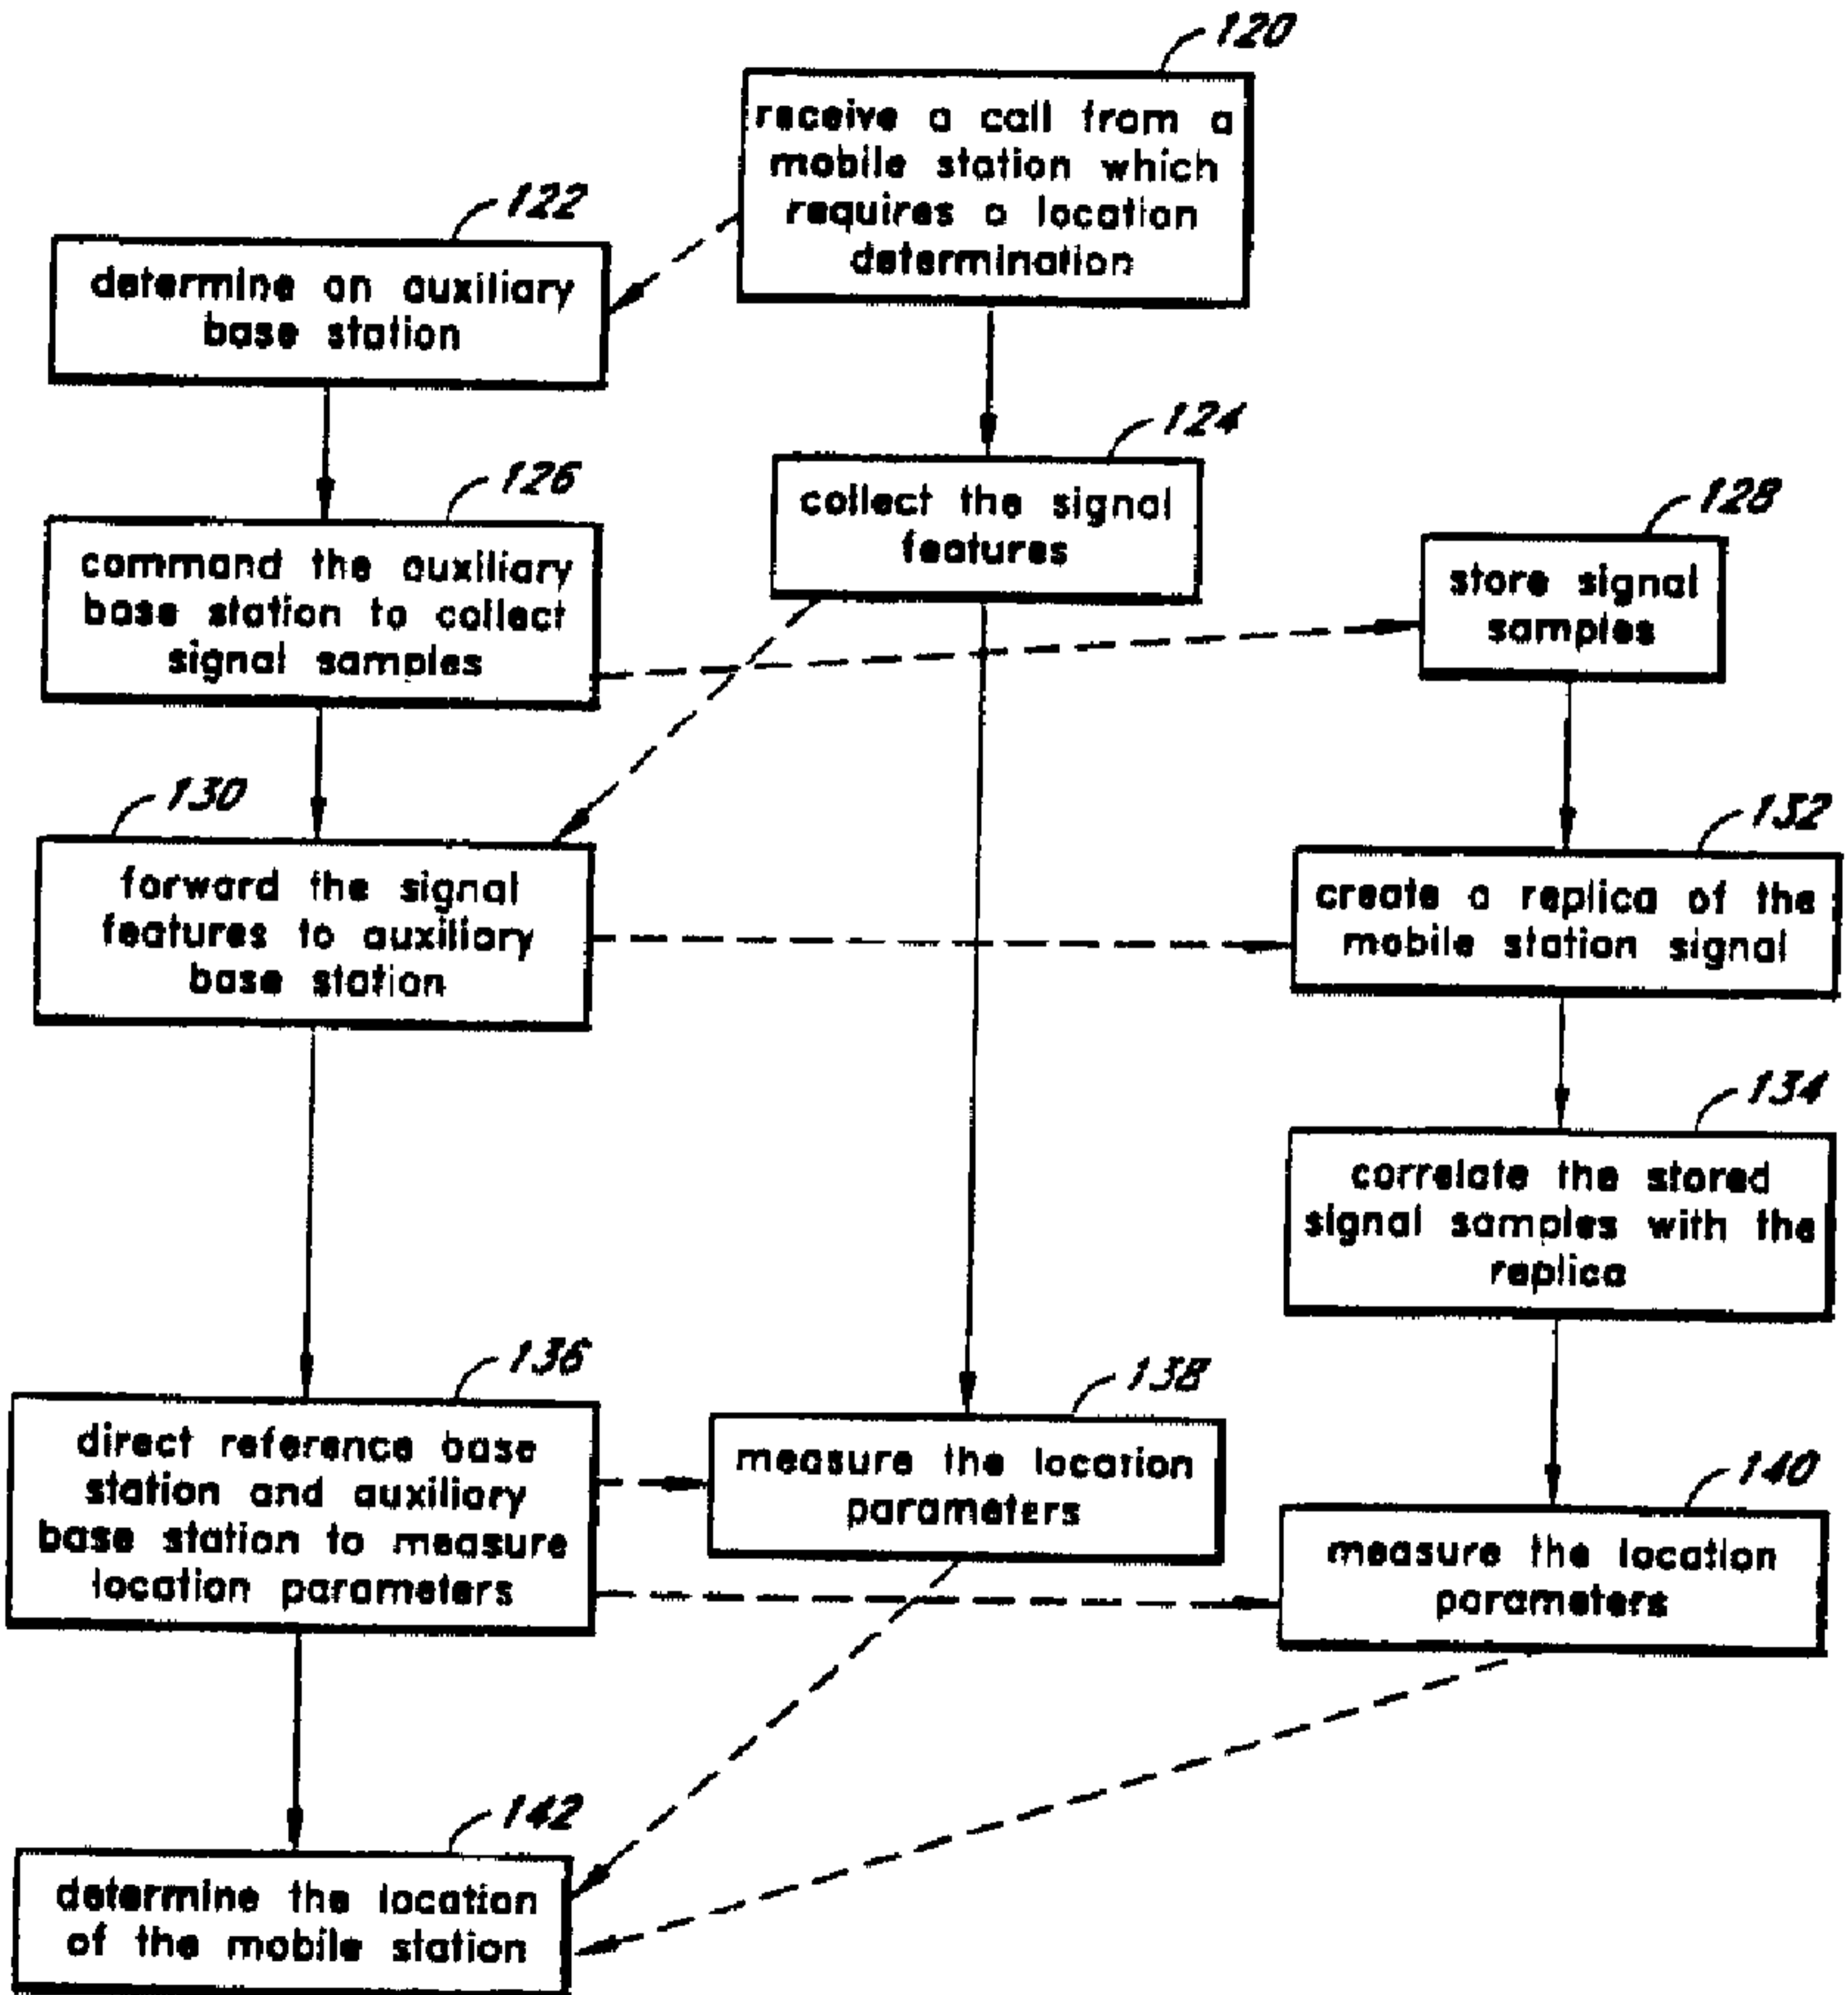 120
receive a call from a
mobile station which
requires a location
determination
122
determine an auxiliary
base station
124
collect the signal
features
126
command the auxiliary
base station to collect
signal samples
128
store signal
samples
130
forward the signal
features to auxiliary
base station
132
create a replica of the
mobile station signal
134
correlate the stored
signal samples with the
replica
136
direct reference base
station and auxiliary
base station to measure
location parameters
138
measure the location
parameters
140
measure the location
parameters
142
determine the location
of the mobile station